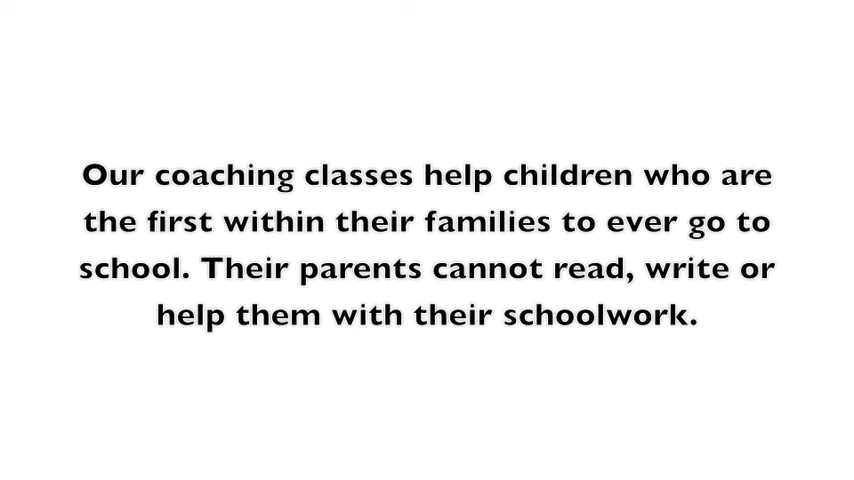 Our coaching classes help children who are
the first within their families to ever go to
school. Their parents cannot read, write or
help them with their schoolwork.